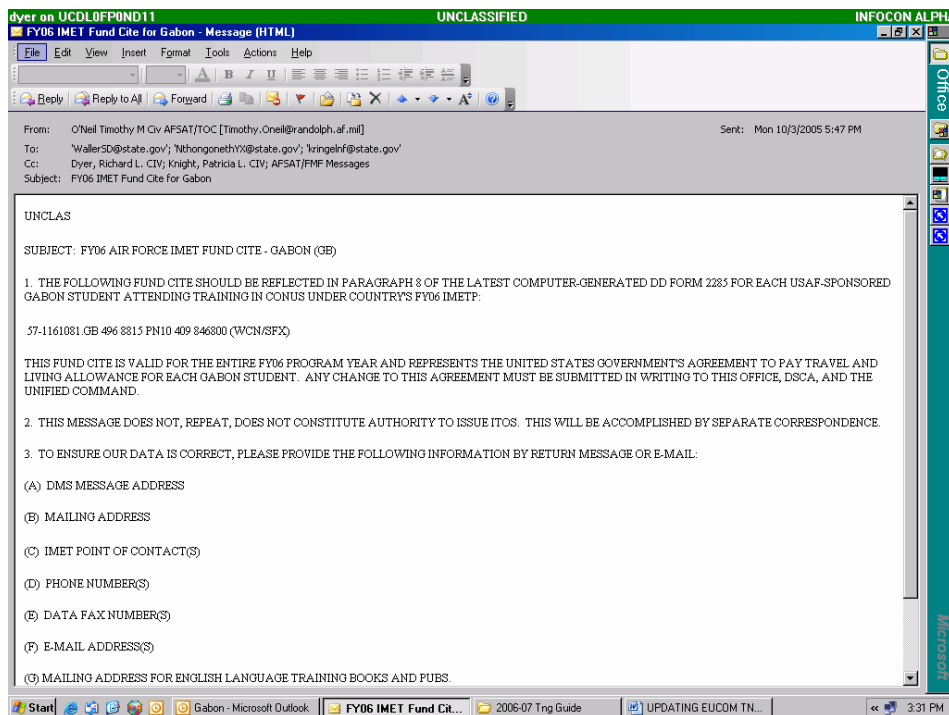 dyer on UCDL0FP0ND11 UNCLASSIFIED INFOCON ALPHA
FY06 IMET Fund Cite for Gabon - Message (HTML)
File Edit View Insert Format Tools Actions Help
Reply Reply to All Forward
From: O'Neil Timothy M Civ AFSAT/TOC [Timothy.Oneil@randolph.af.mil] Sent: Mon 10/3/2005 5:47 PM
To: 'WallerSD@state.gov'; 'NthongonethYX@state.gov'; 'kringelnf@state.gov'
Cc: Dyer, Richard L. CIV; Knight, Patricia L. CIV; AFSAT/FMF Messages
Subject: FY06 IMET Fund Cite for Gabon
UNCLAS
SUBJECT: FY06 AIR FORCE IMET FUND CITE - GABON (GB)
1. THE FOLLOWING FUND CITE SHOULD BE REFLECTED IN PARAGRAPH 8 OF THE LATEST COMPUTER-GENERATED DD FORM 2285 FOR EACH USAF-SPONSORED
GABON STUDENT ATTENDING TRAINING IN CONUS UNDER COUNTRY'S FY06 IMETP:
57-1161081.GB 496 8815 PN10 409 846800 (WCN/SFX)
THIS FUND CITE IS VALID FOR THE ENTIRE FY06 PROGRAM YEAR AND REPRESENTS THE UNITED STATES GOVERNMENT'S AGREEMENT TO PAY TRAVEL AND
LIVING ALLOWANCE FOR EACH GABON STUDENT. ANY CHANGE TO THIS AGREEMENT MUST BE SUBMITTED IN WRITING TO THIS OFFICE, DSCA, AND THE
UNIFIED COMMAND.
2. THIS MESSAGE DOES NOT, REPEAT, DOES NOT CONSTITUTE AUTHORITY TO ISSUE ITOS. THIS WILL BE ACCOMPLISHED BY SEPARATE CORRESPONDENCE.
3. TO ENSURE OUR DATA IS CORRECT, PLEASE PROVIDE THE FOLLOWING INFORMATION BY RETURN MESSAGE OR E-MAIL:
(A) DMS MESSAGE ADDRESS
(B) MAILING ADDRESS
(C) IMET POINT OF CONTACT(S)
(D) PHONE NUMBER(S)
(E) DATA FAX NUMBER(S)
(F) E-MAIL ADDRESS(S)
(G) MAILING ADDRESS FOR ENGLISH LANGUAGE TRAINING BOOKS AND PUBS.
Office
Microsoft
Start Gabon - Microsoft Outlook FY06 IMET Fund Cit... 2006-07 Tng Guide UPDATING EUCOM TN... 3:31 PM